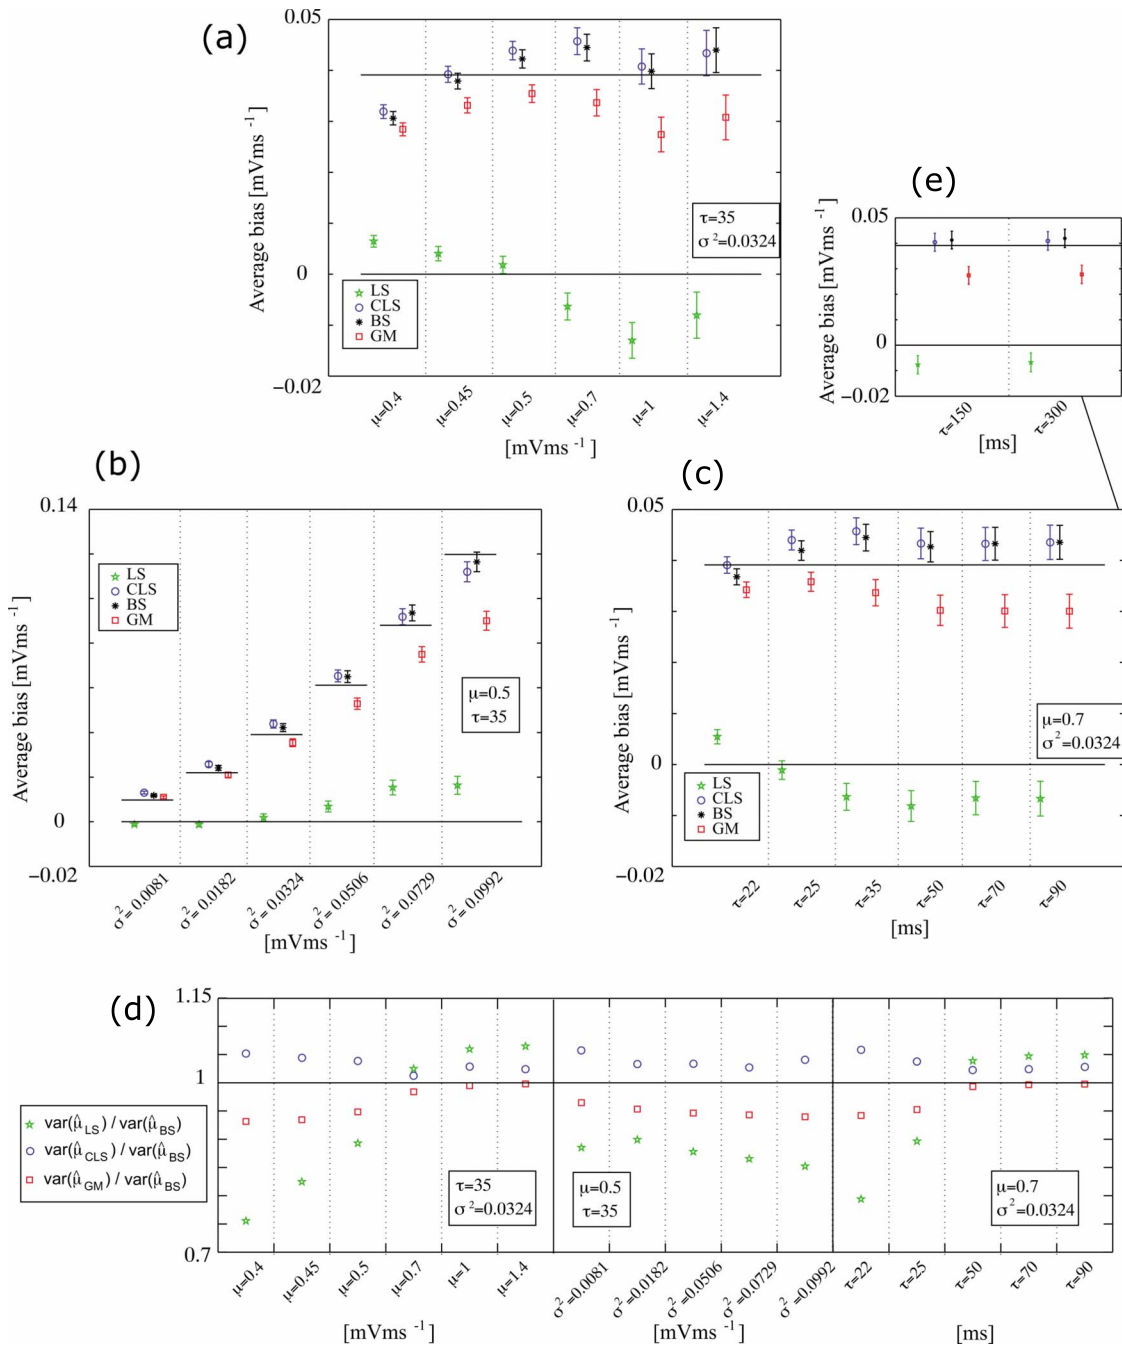 (a)
0.05
0
−0.02
Average bias [mVms⁻¹]
τ=35
σ²=0.0324
LS
CLS
BS
GM
μ=0.4
μ=0.45
μ=0.5
μ=0.7
μ=1
μ=1.4
[mVms⁻¹]
(e)
0.05
0
−0.02
Average bias [mVms⁻¹]
τ=150
τ=300
[ms]
(b)
0.14
0
−0.02
Average bias [mVms⁻¹]
LS
CLS
BS
GM
μ=0.5
τ=35
σ²=0.0081
σ²=0.0182
σ²=0.0324
σ²=0.0506
σ²=0.0729
σ²=0.0992
[mVms⁻¹]
(c)
0.05
0
−0.02
Average bias [mVms⁻¹]
μ=0.7
σ²=0.0324
LS
CLS
BS
GM
τ=22
τ=25
τ=35
τ=50
τ=70
τ=90
[ms]
(d)
1.15
1
0.7
var(μ̂_LS) / var(μ̂_BS)
var(μ̂_CLS) / var(μ̂_BS)
var(μ̂_GM) / var(μ̂_BS)
τ=35
σ²=0.0324
μ=0.5
τ=35
μ=0.7
σ²=0.0324
μ=0.4
μ=0.45
μ=0.5
μ=0.7
μ=1
μ=1.4
σ²=0.0081
σ²=0.0182
σ²=0.0506
σ²=0.0729
σ²=0.0992
τ=22
τ=25
τ=50
τ=70
τ=90
[mVms⁻¹]
[mVms⁻¹]
[ms]